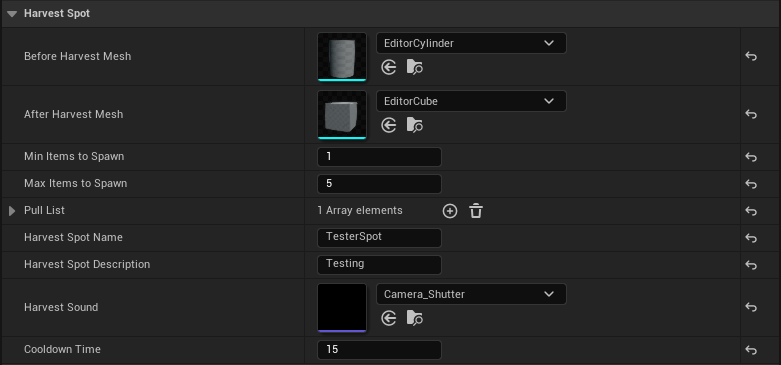 Harvest Spot
Before Harvest Mesh EditorCylinder
After Harvest Mesh EditorCube
Min Items to Spawn 1
Max Items to Spawn 5
Pull List 1 Array elements
Harvest Spot Name TesterSpot
Harvest Spot Description Testing
Harvest Sound Camera_Shutter
Cooldown Time 15